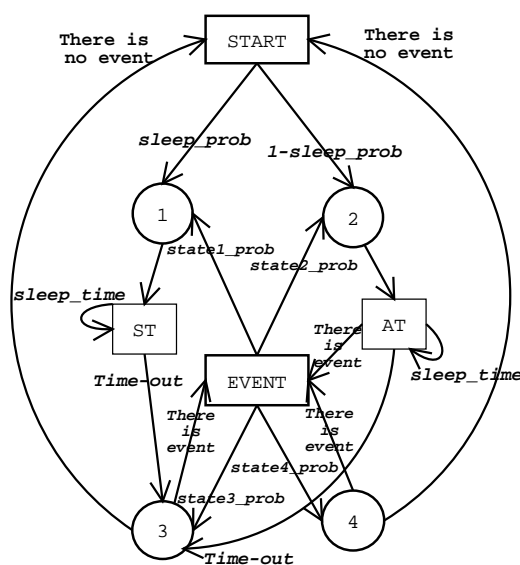 There is
no event
START
There is
no event
sleep_prob
1-sleep_prob
1
2
state1_prob
state2_prob
sleep_time
ST
AT
There
is
event
sleep_time
Time-out
EVENT
There
is
event
There
is
event
state4_prob
state3_prob
3
4
Time-out